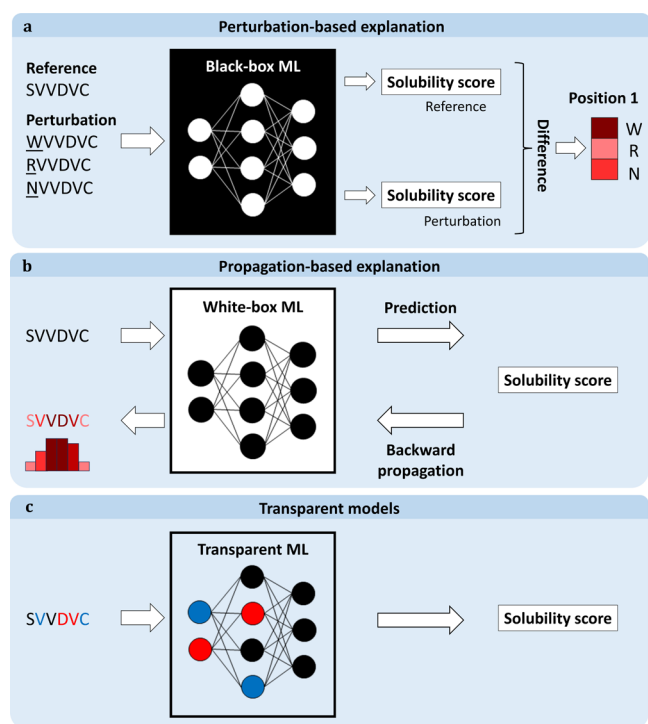 a
Perturbation-based explanation
Reference
SVVDVC
Perturbation
WVVDVC
RVVDVC
NVVDVC
Black-box ML
Solubility score
Reference
Solubility score
Perturbation
Difference
Position 1
W
R
N
b
Propagation-based explanation
SVVDVC
White-box ML
Prediction
Solubility score
SVVDVC
Backward
propagation
c
Transparent models
SVVDVC
Transparent ML
Solubility score